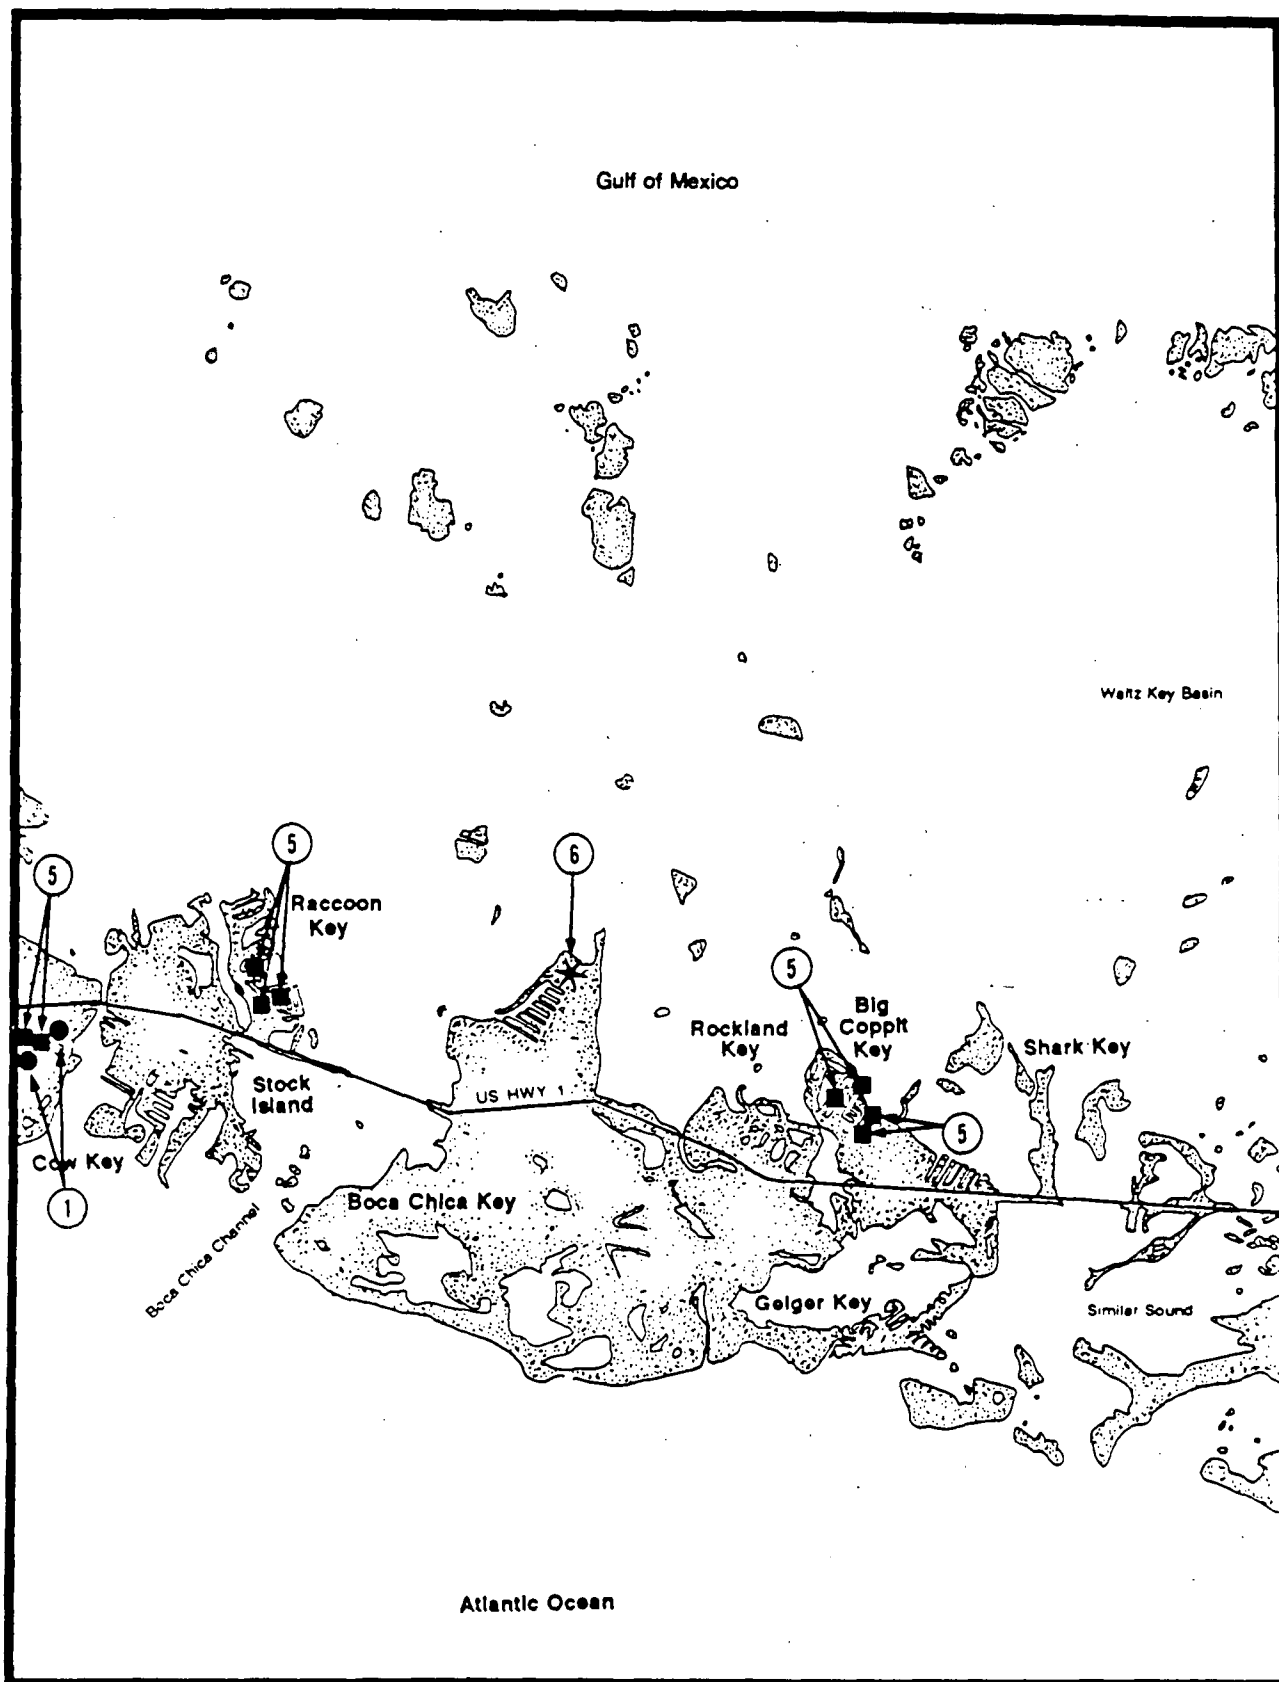 Gulf of Mexico
Waltz Key Basin
5
5
6
Raccoon
Key
5
Big
Coppit
Key
Rockland
Key
Shark Key
US HWY 1
Stock
Island
5
Cow Key
1
Boca Chica Key
Boca Chica Channel
Geiger Key
Similar Sound
Atlantic Ocean